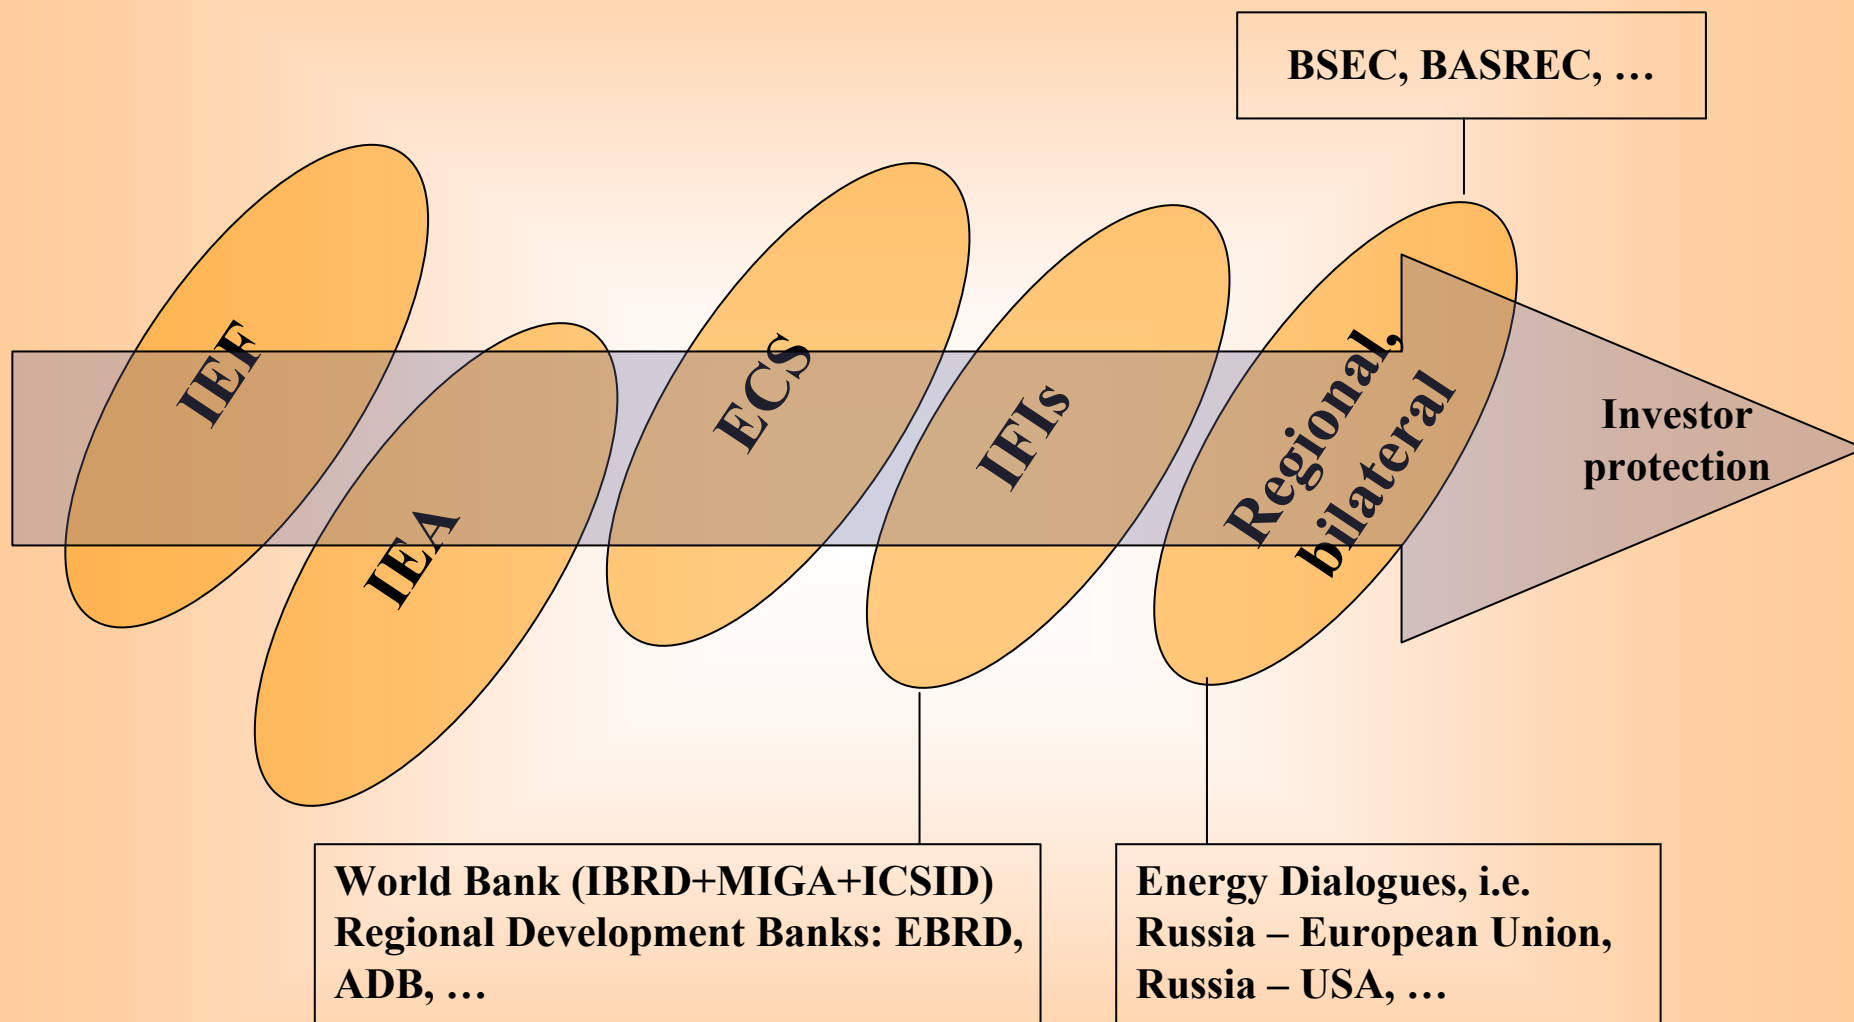 BSEC, BASREC, …
IEF
IEA
ECS
IFIs
Regional,
bilateral
Investor
protection
World Bank (IBRD+MIGA+ICSID)
Regional Development Banks: EBRD,
ADB, …
Energy Dialogues, i.e.
Russia – European Union,
Russia – USA, …